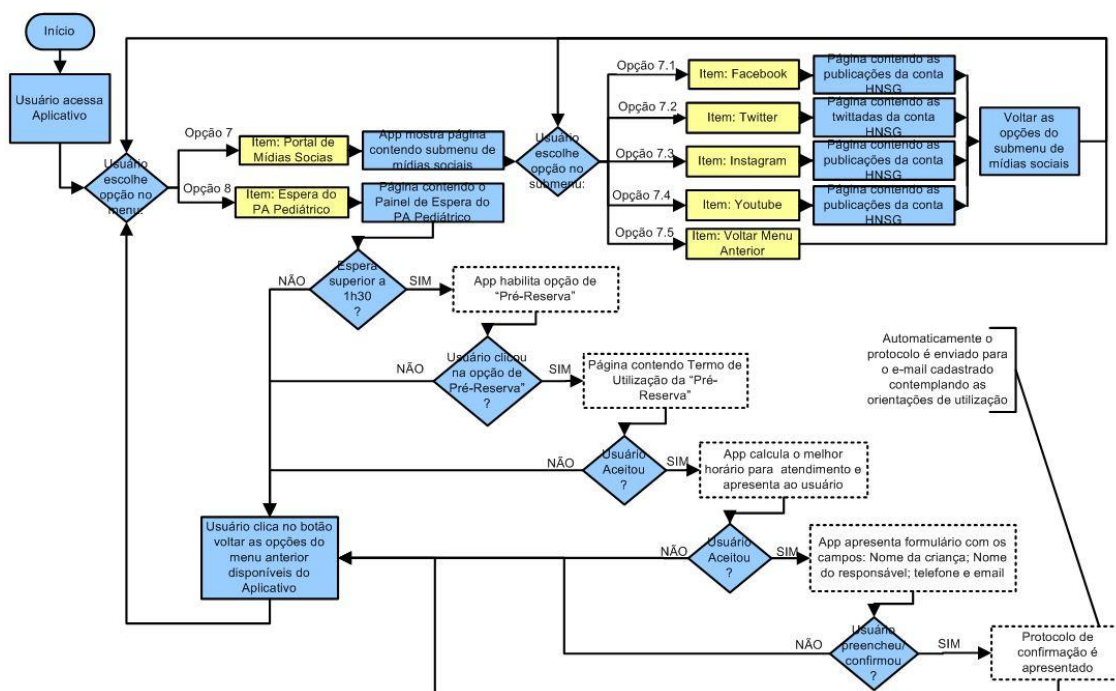 Início
Usuário acessa
Aplicativo
Usuário
escolhe
opção no
menu:
Opção 7
Item: Portal de
Mídias Socias
App mostra página
contendo submenu de
mídias sociais
Opção 8
Item: Espera do
PA Pediátrico
Página contendo o
Painel de Espera do PA
Pediátrico
Usuário
escolhe
opção no
submenu:
Opção 7.1
Item: Facebook
Página contendo as
publicações da conta
HNSG
Opção 7.2
Item: Twitter
Página contendo as
twittadas da conta
HNSG
Opção 7.3
Item: Instagram
Página contendo as
publicações da conta
HNSG
Opção 7.4
Item: Youtube
Página contendo as
publicações da conta
HNSG
Opção 7.5
Item: Voltar Menu
Anterior
Voltar as
opções do
submenu de
mídias sociais
NÃO
Espera
superior a
1h30
?
SIM
App habilita opção de
“Pré-Reserva”
NÃO
Usuário clicou
na opção de
Pré-Reserva”
?
SIM
Página contendo Termo de
Utilização da “Pré-
Reserva”
Automaticamente o
protocolo é enviado para
o e-mail cadastrado
contemplando as
orientações de utilização
NÃO
Usuário
Aceitou
?
SIM
App calcula o melhor
horário para atendimento e
apresenta ao usuário
Usuário clica no botão
voltar as opções do
menu anterior
disponíveis do
Aplicativo
NÃO
Usuário
Aceitou
?
SIM
App apresenta formulário com os
campos: Nome da criança; Nome
do responsável; telefone e email
NÃO
Usuário
preencheu/
confirmou
?
SIM
Protocolo de
confirmação é
apresentado